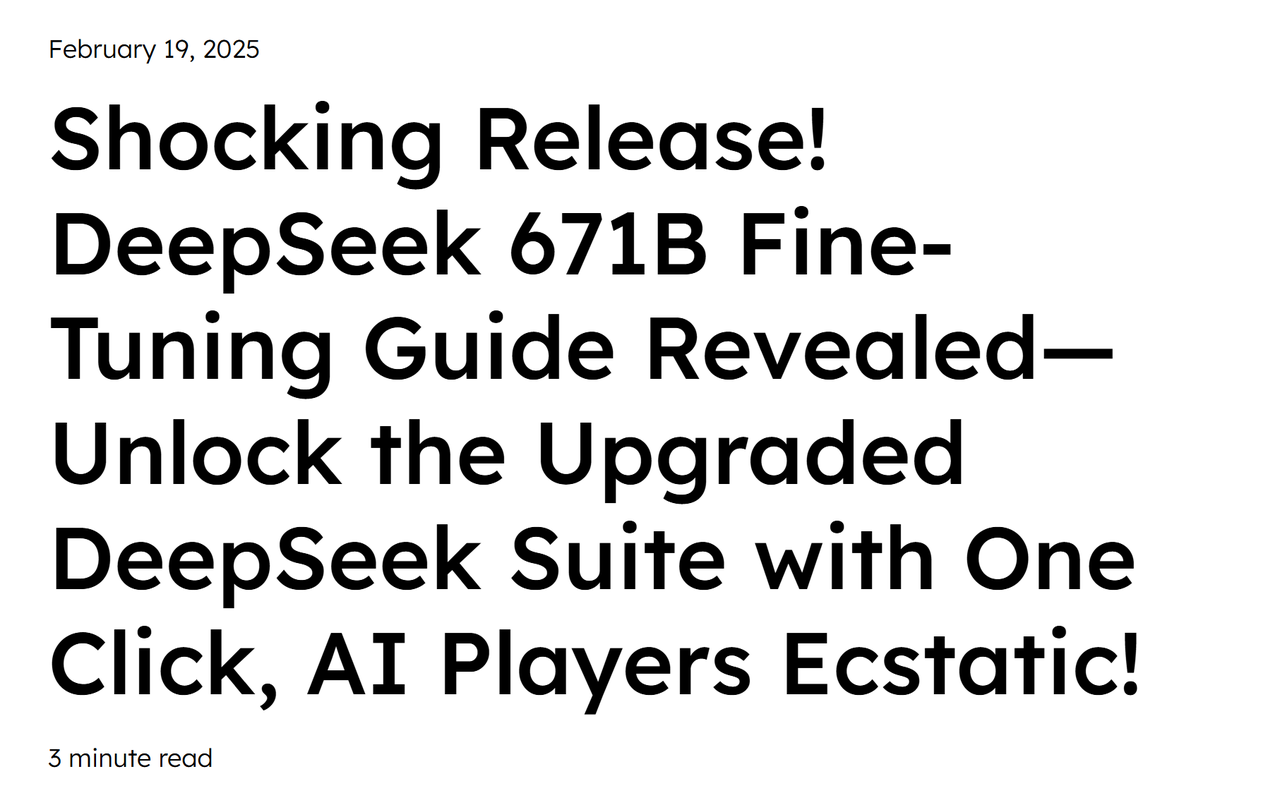 February 19, 2025
Shocking Release!
DeepSeek 671B Fine-
Tuning Guide Revealed—
Unlock the Upgraded
DeepSeek Suite with One
Click, AI Players Ecstatic!
3 minute read